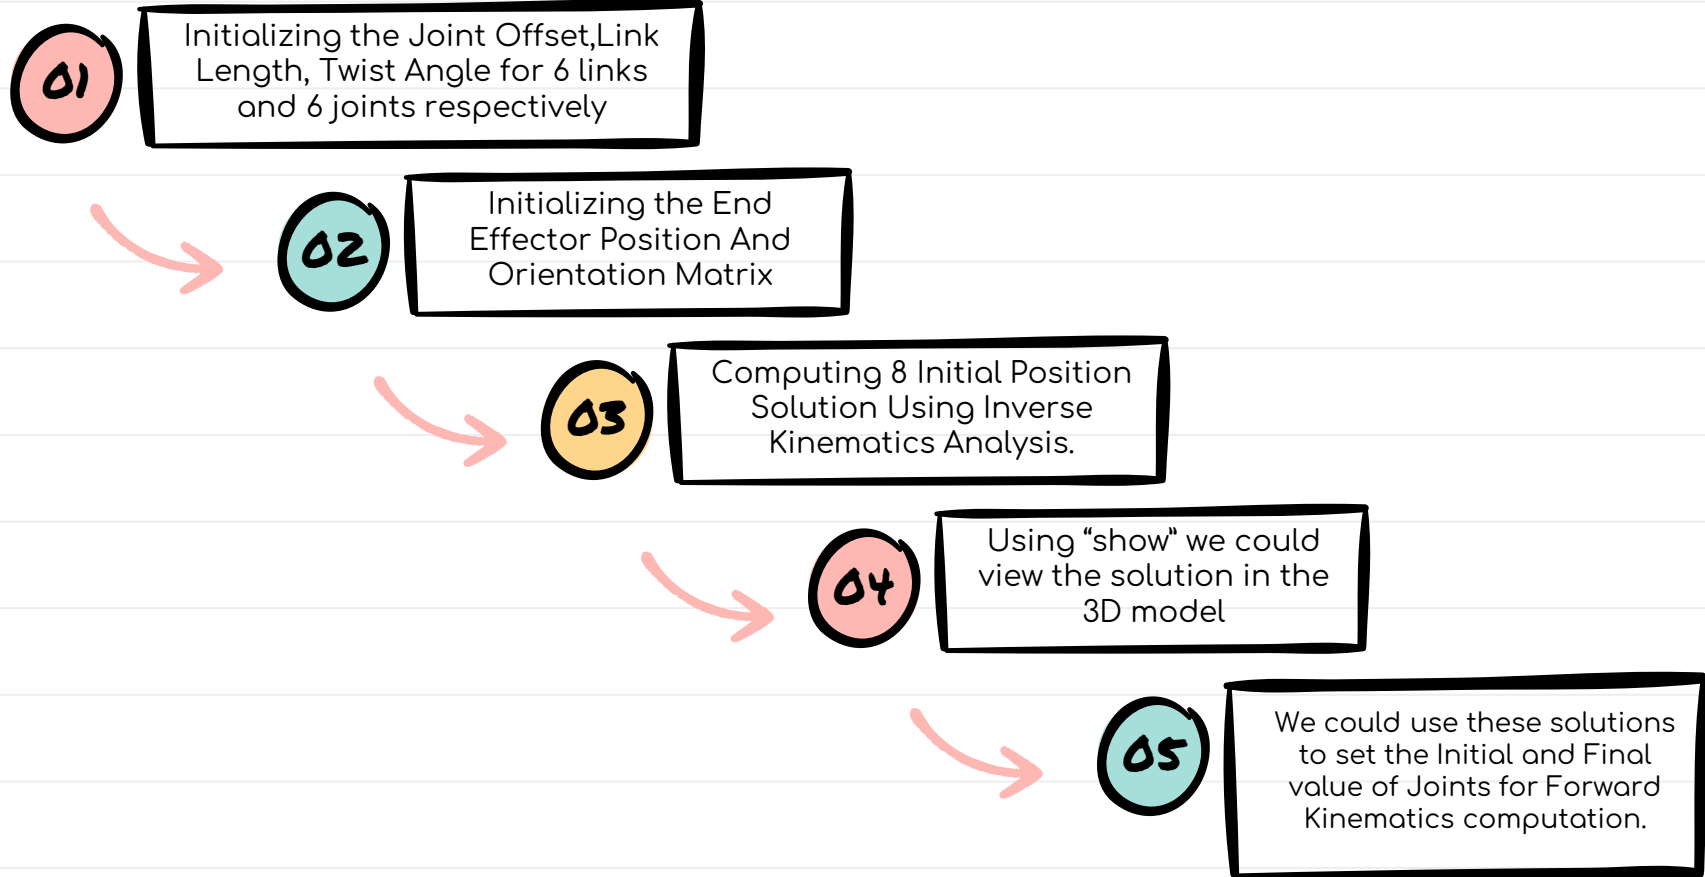 01
Initializing the Joint Offset,Link
Length, Twist Angle for 6 links
and 6 joints respectively
02
Initializing the End
Effector Position And
Orientation Matrix
03
Computing 8 Initial Position
Solution Using Inverse
Kinematics Analysis.
04
Using “show” we could
view the solution in the
3D model
05
We could use these solutions
to set the Initial and Final
value of Joints for Forward
Kinematics computation.